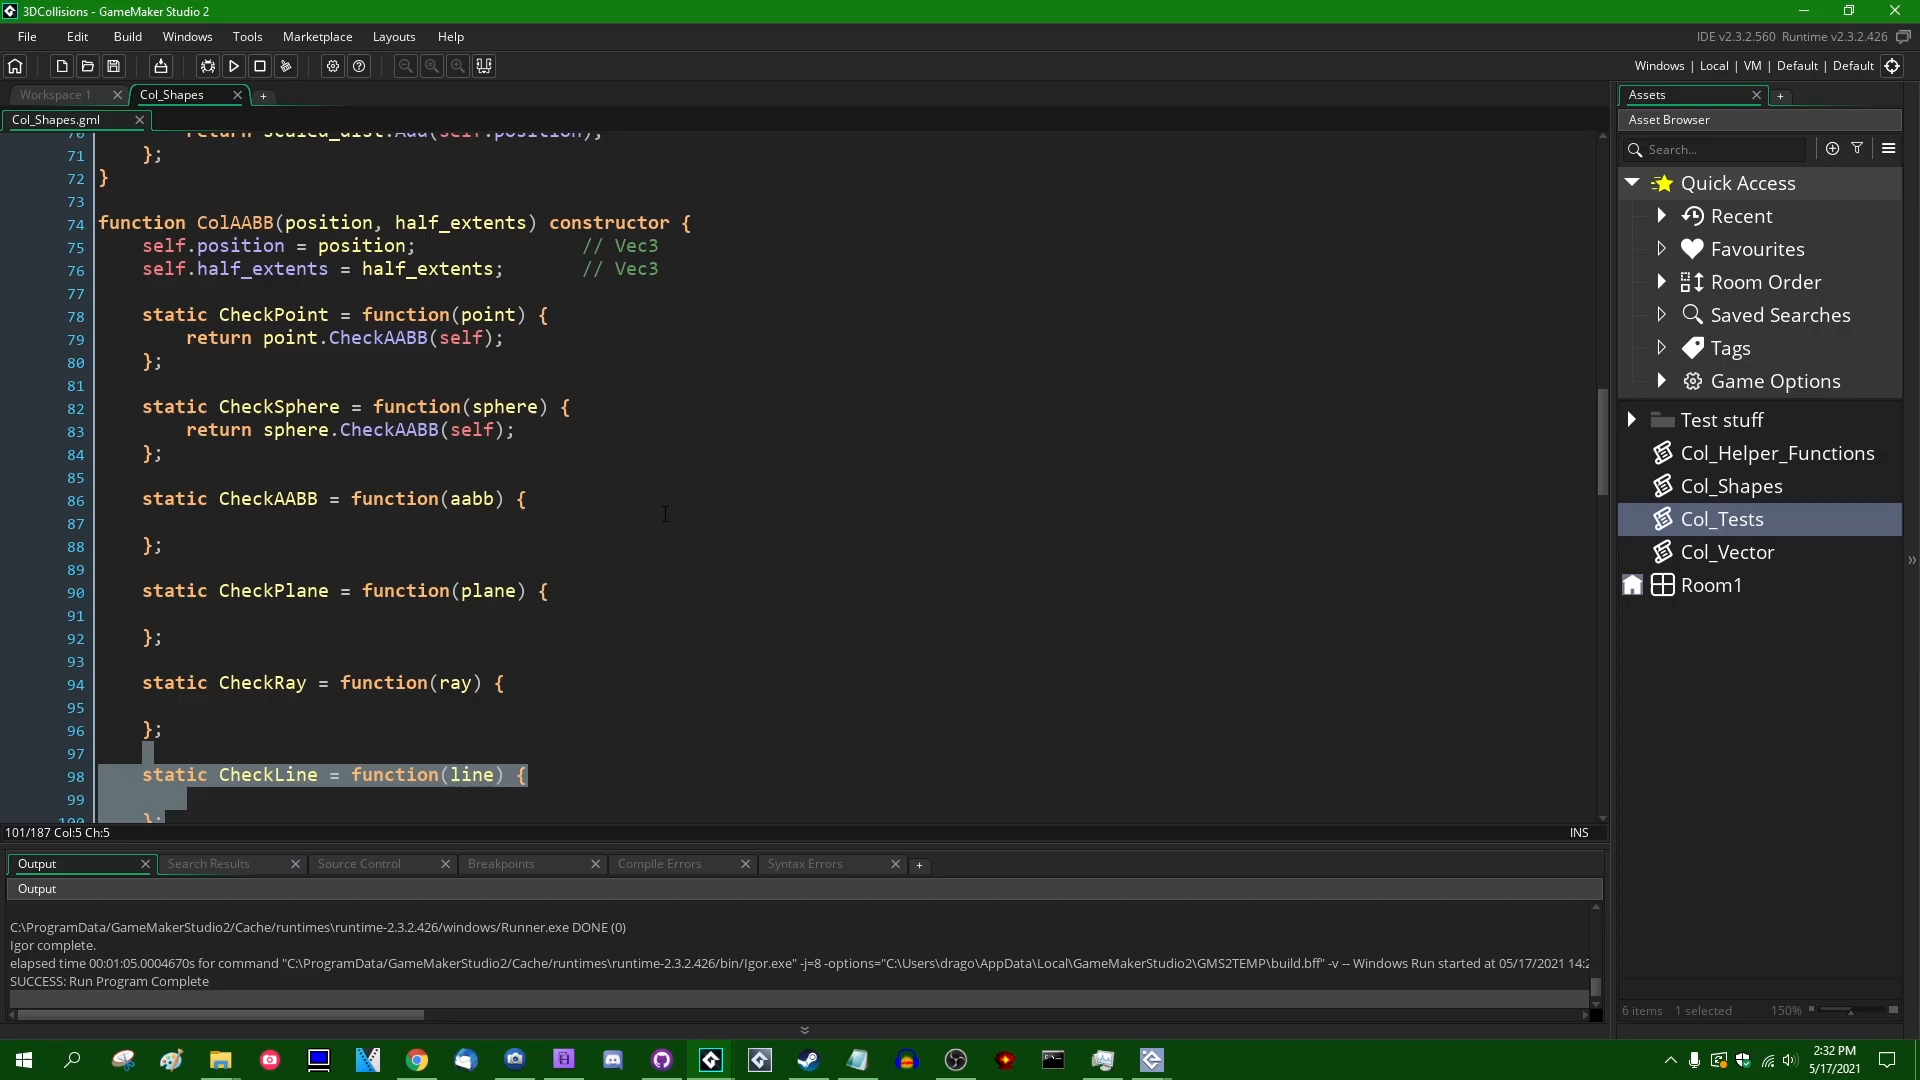 3DCollisions - GameMaker Studio 2
File Edit Build Windows Tools Marketplace Layouts Help
IDE v2.3.2.560 Runtime v2.3.2.426
Windows | Local | VM | Default | Default
Workspace 1
Col_Shapes
Col_Shapes.gml
70 return scaled_dist.Add(self.position);
71 };
72 }
73
74 function ColAABB(position, half_extents) constructor {
75 self.position = position; // Vec3
76 self.half_extents = half_extents; // Vec3
77
78 static CheckPoint = function(point) {
79 return point.CheckAABB(self);
80 };
81
82 static CheckSphere = function(sphere) {
83 return sphere.CheckAABB(self);
84 };
85
86 static CheckAABB = function(aabb) {
87
88 };
89
90 static CheckPlane = function(plane) {
91
92 };
93
94 static CheckRay = function(ray) {
95
96 };
97
98 static CheckLine = function(line) {
99
100 };
101/187 Col:5 Ch:5
INS
Output Search Results Source Control Breakpoints Compile Errors Syntax Errors
Output
C:\ProgramData/GameMakerStudio2/Cache/runtimes\runtime-2.3.2.426/windows/Runner.exe DONE (0)
Igor complete.
elapsed time 00:01:05.0004670s for command "C:\ProgramData/GameMakerStudio2/Cache/runtimes\runtime-2.3.2.426/bin/Igor.exe" -j=8 -options="C:\Users\drago\AppData\Local\GameMakerStudio2\GMS2TEMP\build.bff" -v -- Windows Run started at 05/17/2021 14:2
SUCCESS: Run Program Complete
Assets
Asset Browser
Search...
Quick Access
Recent
Favourites
Room Order
Saved Searches
Tags
Game Options
Test stuff
Col_Helper_Functions
Col_Shapes
Col_Tests
Col_Vector
Room1
6 items 1 selected 150%
2:32 PM
5/17/2021